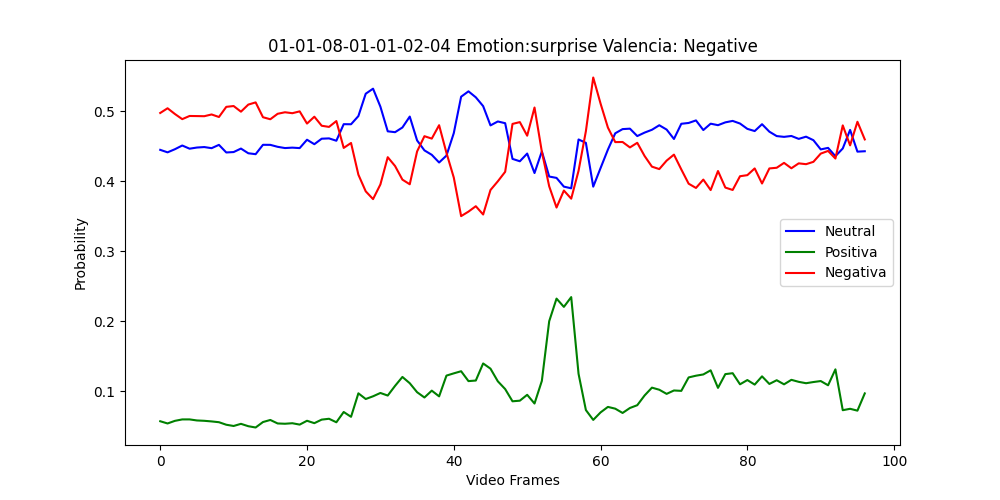 01-01-08-01-01-02-04 Emotion:surprise Valencia: Negative
Probability
0.5
0.4
0.3
0.2
0.1
Neutral
Positiva
Negativa
0 20 40 60 80 100
Video Frames